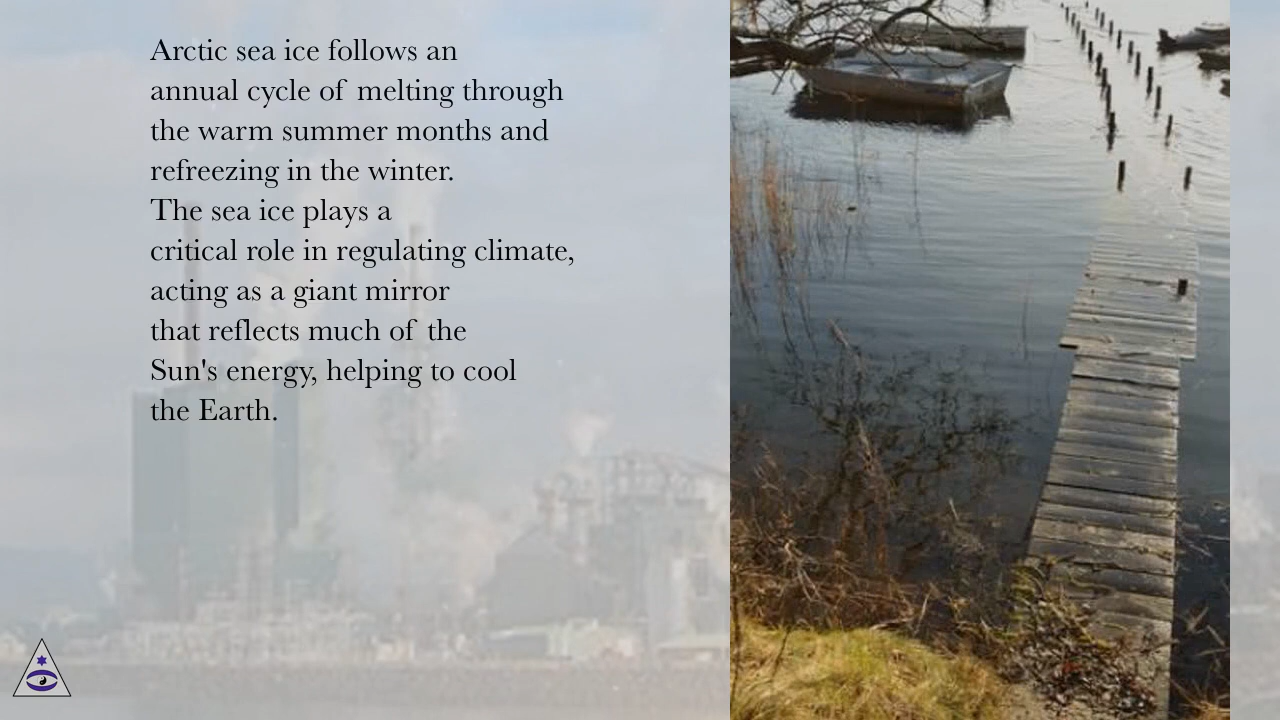 Arctic sea ice follows an
annual cycle of melting through
the warm summer months and
refreezing in the winter.
The sea ice plays a
critical role in regulating climate,
acting as a giant mirror
that reflects much of the
Sun's energy, helping to cool
the Earth.